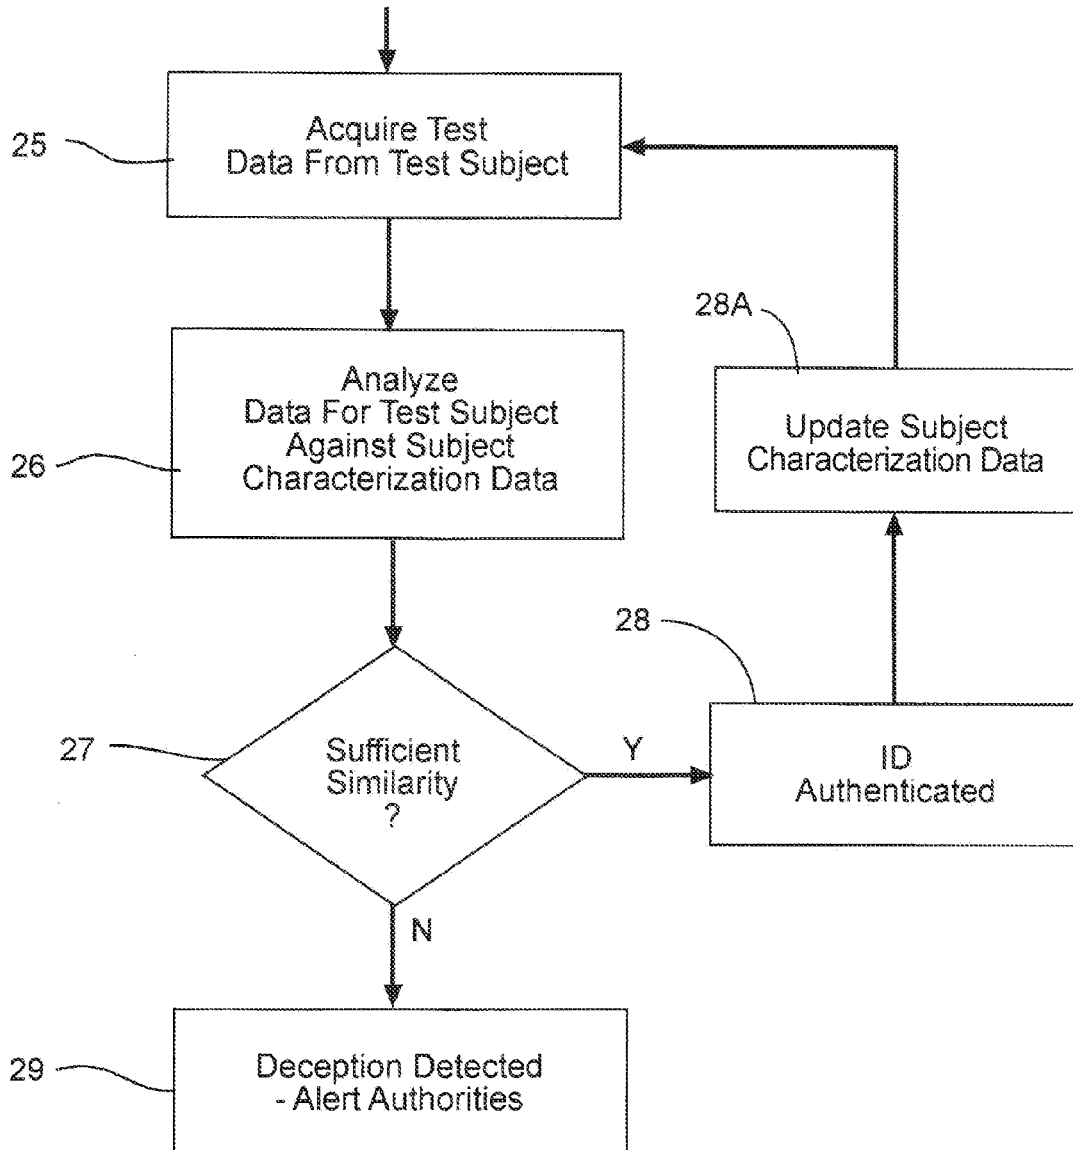 25
Acquire Test
Data From Test Subject
26
Analyze
Data For Test Subject
Against Subject
Characterization Data
28A
Update Subject
Characterization Data
27
Sufficient
Similarity
?
Y
28
ID
Authenticated
N
29
Deception Detected
- Alert Authorities